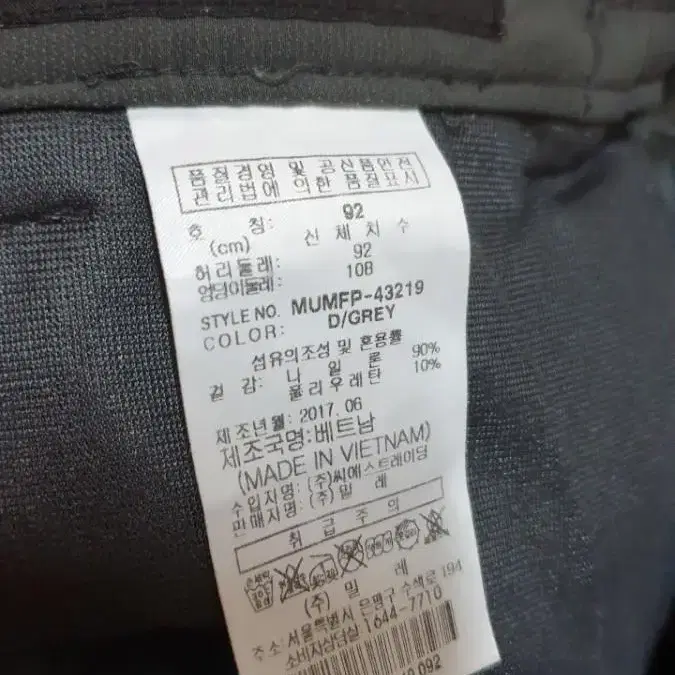 품질경영 및 공산품안전
관리법에 의한 품질표시
호 칭: 92
(cm) 신 체 치 수
허리둘레: 92
엉덩이둘레: 108
STYLE NO. MUMFP-43219
COLOR: D/GREY
섬유의조성 및 혼용률
겉 감: 나 일 론 90%
폴리우레탄 10%
제조년월: 2017. 06
제조국명:베트남
(MADE IN VIETNAM)
수입자명: (주)씨에스트레이딩
판매자명: (주)밀 레
취 급 주 의
(주) 밀 레
주 소:서울특별시 은평구 수색로 194
소비자상담실 1644-7710
092